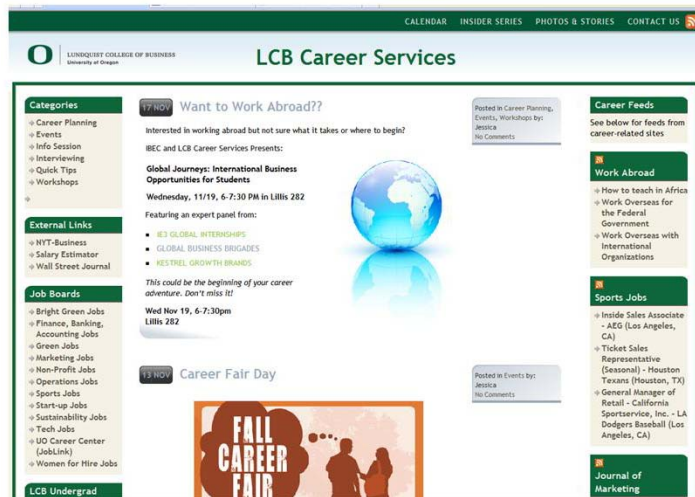 CALENDAR INSIDER SERIES PHOTOS & STORIES CONTACT US
O
LUNDQUIST COLLEGE OF BUSINESS
University of Oregon
LCB Career Services
Categories
Career Planning
Events
Info Session
Interviewing
Quick Tips
Workshops
External Links
NYT-Business
Salary Estimator
Wall Street Journal
Job Boards
Bright Green Jobs
Finance, Banking,
Accounting Jobs
Green Jobs
Marketing Jobs
Non-Profit Jobs
Operations Jobs
Sports Jobs
Start-up Jobs
Sustainability Jobs
Tech Jobs
UO Career Center
(JobLink)
Women for Hire Jobs
LCB Undergrad
17 NOV Want to Work Abroad??
Interested in working abroad but not sure what it takes or where to begin?
IBEC and LCB Career Services Presents:
Global Journeys: International Business
Opportunities for Students
Wednesday, 11/19, 6-7:30 PM in Lillis 282
Featuring an expert panel from:
IE3 GLOBAL INTERNSHIPS
GLOBAL BUSINESS BRIGADES
KESTREL GROWTH BRANDS
This could be the beginning of your career
adventure. Don't miss it!
Wed Nov 19, 6-7:30pm
Lillis 282
Posted in Career Planning,
Events, Workshops by:
Jessica
No Comments
13 NOV Career Fair Day
Posted in Events by:
Jessica
No Comments
FALL
CAREER
FAIR
Career Feeds
See below for feeds from
career-related sites
Work Abroad
How to teach in Africa
Work Overseas for
the Federal
Government
Work Overseas with
International
Organizations
Sports Jobs
Inside Sales Associate
- AEG (Los Angeles,
CA)
Ticket Sales
Representative
(Seasonal) - Houston
Texans (Houston, TX)
General Manager of
Retail - California
Sportservice, Inc. - LA
Dodgers Baseball (Los
Angeles, CA)
Journal of
Marketing